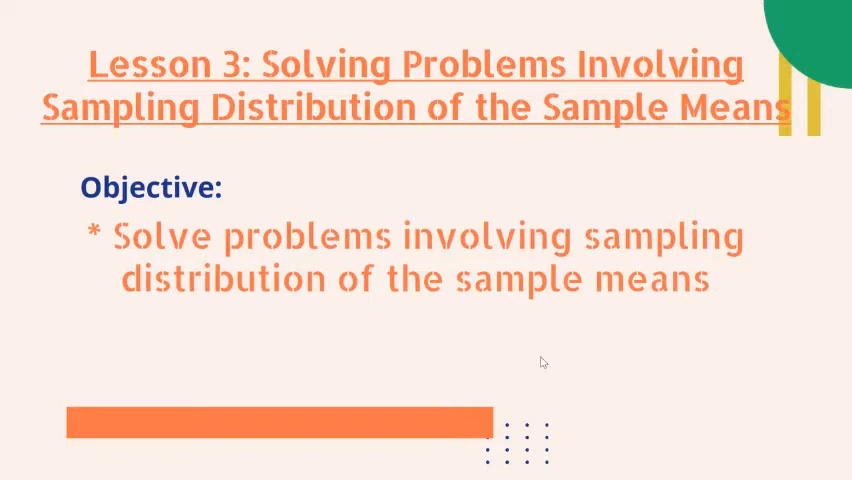 Lesson 3: Solving Problems Involving
Sampling Distribution of the Sample Means
Objective:
* Solve problems involving sampling
distribution of the sample means